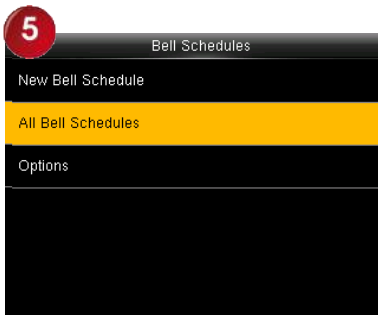 5
Bell Schedules
New Bell Schedule
All Bell Schedules
Options